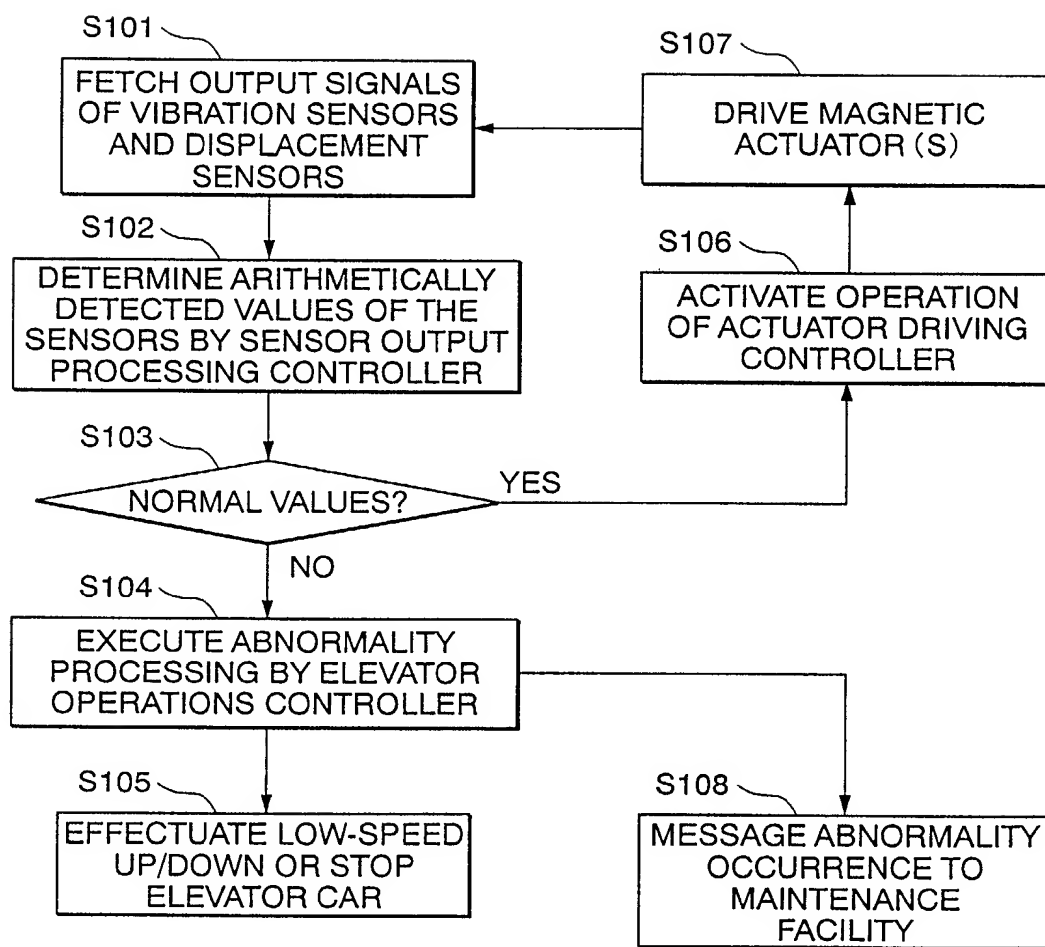 S101
FETCH OUTPUT SIGNALS
OF VIBRATION SENSORS
AND DISPLACEMENT
SENSORS
S102
DETERMINE ARITHMETICALLY
DETECTED VALUES OF THE
SENSORS BY SENSOR OUTPUT
PROCESSING CONTROLLER
S103
NORMAL VALUES?
YES
NO
S104
EXECUTE ABNORMALITY
PROCESSING BY ELEVATOR
OPERATIONS CONTROLLER
S105
EFFECTUATE LOW-SPEED
UP/DOWN OR STOP
ELEVATOR CAR
S107
DRIVE MAGNETIC
ACTUATOR (S)
S106
ACTIVATE OPERATION
OF ACTUATOR DRIVING
CONTROLLER
S108
MESSAGE ABNORMALITY
OCCURRENCE TO
MAINTENANCE
FACILITY